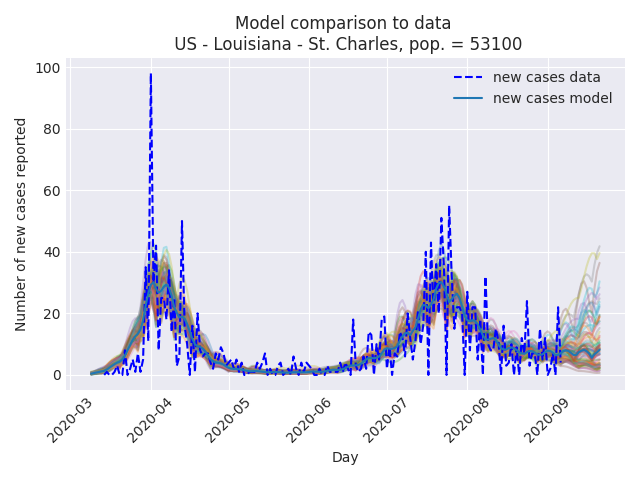 Model comparison to data
US - Louisiana - St. Charles, pop. = 53100
100
80
60
40
20
0
Number of new cases reported
new cases data
new cases model
2020-03
2020-04
2020-05
2020-06
2020-07
2020-08
2020-09
Day